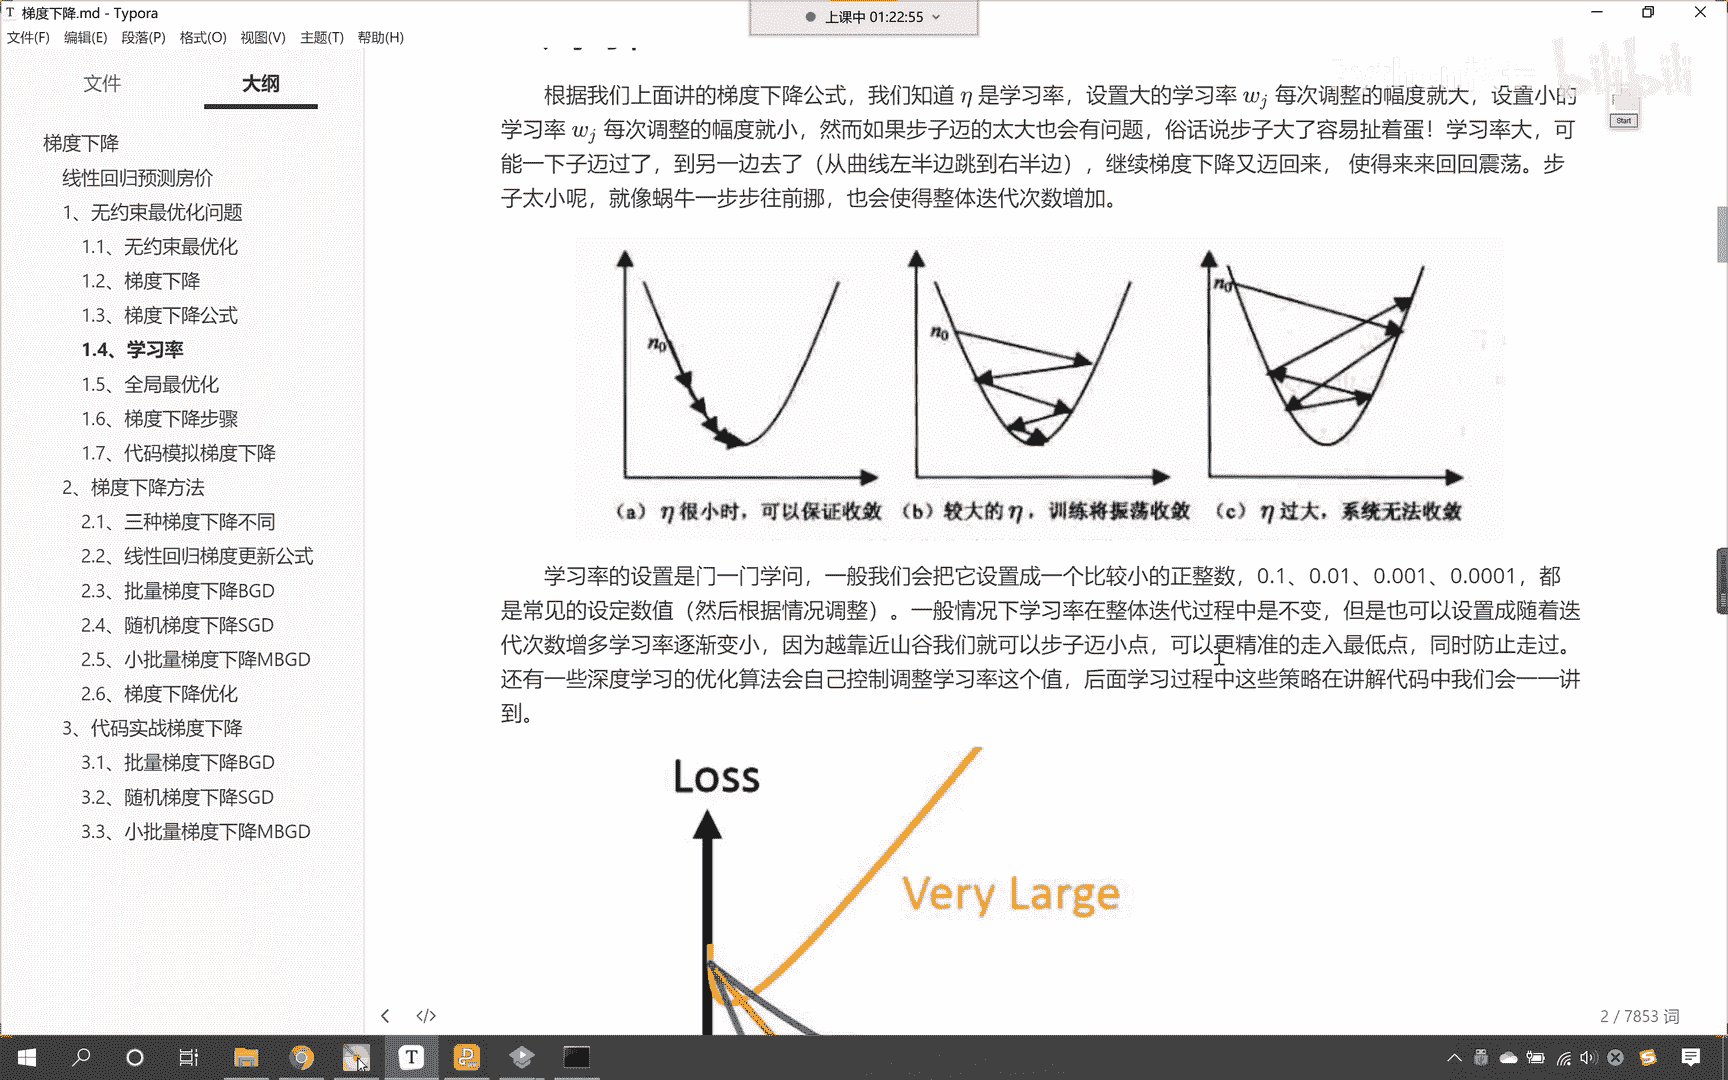 梯度下降.md - Typora
上课中 01:22:55
文件(F) 编辑(E) 段落(P) 格式(O) 视图(V) 主题(T) 帮助(H)
文件 大纲
梯度下降
线性回归预测房价
1、无约束最优化问题
1.1、无约束最优化
1.2、梯度下降
1.3、梯度下降公式
1.4、学习率
1.5、全局最优化
1.6、梯度下降步骤
1.7、代码模拟梯度下降
2、梯度下降方法
2.1、三种梯度下降不同
2.2、线性回归梯度更新公式
2.3、批量梯度下降BGD
2.4、随机梯度下降SGD
2.5、小批量梯度下降MBGD
2.6、梯度下降优化
3、代码实战梯度下降
3.1、批量梯度下降BGD
3.2、随机梯度下降SGD
3.3、小批量梯度下降MBGD
bilibili
Start
根据我们上面讲的梯度下降公式，我们知道 η 是学习率，设置大的学习率 wj 每次调整的幅度就大，设置小的
学习率 wj 每次调整的幅度就小，然而如果步子迈的太大也会有问题，俗话说步子大了容易扯着蛋！学习率大，可
能一下子迈过了，到另一边去了（从曲线左半边跳到右半边），继续梯度下降又迈回来， 使得来来回回震荡。步
子太小呢，就像蜗牛一步步往前挪，也会使得整体迭代次数增加。
n0
n0
n0
（a）η 很小时，可以保证收敛 （b）较大的 η，训练将振荡收敛 （c）η 过大，系统无法收敛
学习率的设置是门一门学问，一般我们会把它设置成一个比较小的正整数，0.1、0.01、0.001、0.0001，都
是常见的设定数值（然后根据情况调整）。一般情况下学习率在整体迭代过程中是不变，但是也可以设置成随着迭
代次数增多学习率逐渐变小，因为越靠近山谷我们就可以步子迈小点，可以更精准的走入最低点，同时防止走过。
还有一些深度学习的优化算法会自己控制调整学习率这个值，后面学习过程中这些策略在讲解代码中我们会一一讲
到。
Loss
Very Large
2 / 7853 词